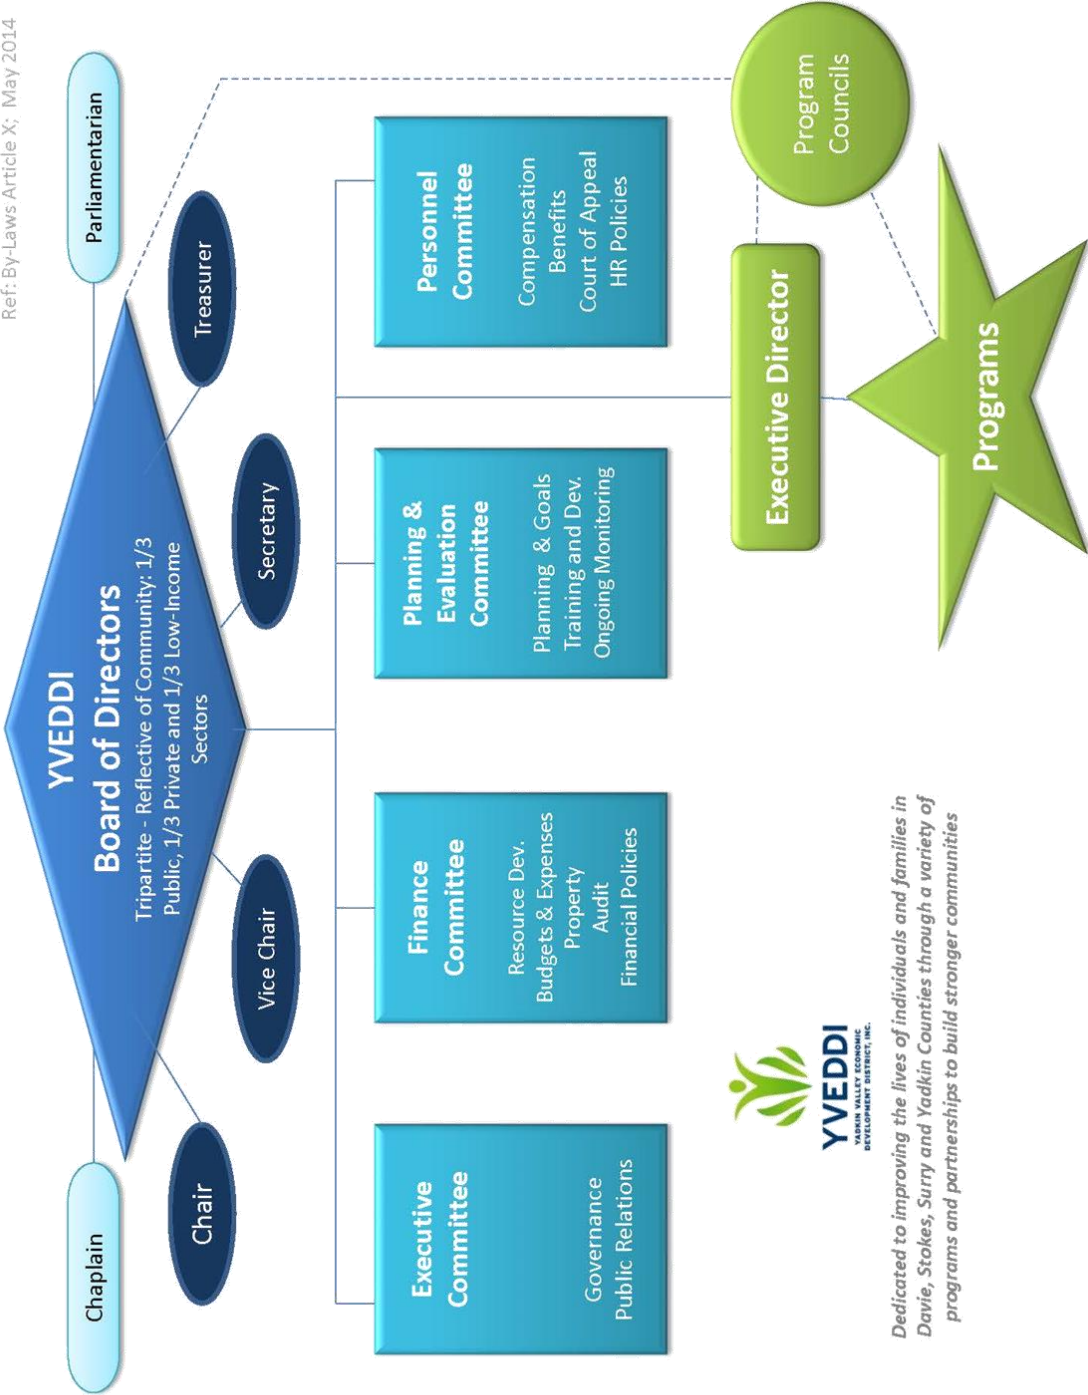 Ref: By-Laws Article X; May 2014
Chaplain
Parliamentarian
YVEDDI
Board of Directors
Tripartite - Reflective of Community: 1/3
Public, 1/3 Private and 1/3 Low-Income
Sectors
Chair
Vice Chair
Secretary
Treasurer
Executive
Committee
Governance
Public Relations
Finance
Committee
Resource Dev.
Budgets & Expenses
Property
Audit
Financial Policies
Planning &
Evaluation
Committee
Planning & Goals
Training and Dev.
Ongoing Monitoring
Personnel
Committee
Compensation
Benefits
Court of Appeal
HR Policies
Executive Director
Program
Councils
Programs
YVEDDI
YADKIN VALLEY ECONOMIC
DEVELOPMENT DISTRICT, INC.
Dedicated to improving the lives of individuals and families in
Davie, Stokes, Surry and Yadkin Counties through a variety of
programs and partnerships to build stronger communities